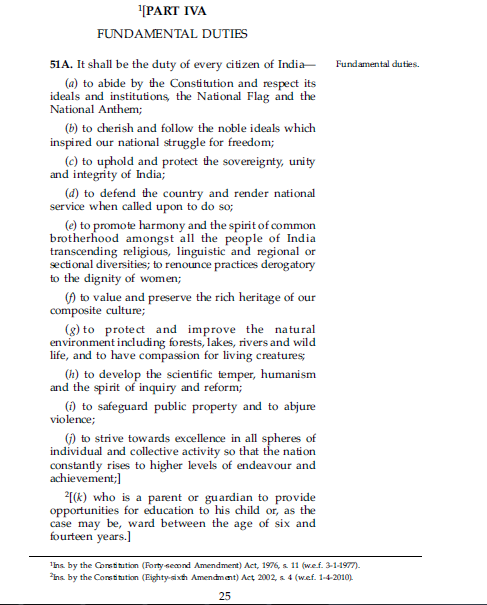 ¹[PART IVA
FUNDAMENTAL DUTIES
51A. It shall be the duty of every citizen of India—
Fundamental duties.
(a) to abide by the Constitution and respect its
ideals and institutions, the National Flag and the
National Anthem;
(b) to cherish and follow the noble ideals which
inspired our national struggle for freedom;
(c) to uphold and protect the sovereignty, unity
and integrity of India;
(d) to defend the country and render national
service when called upon to do so;
(e) to promote harmony and the spirit of common
brotherhood amongst all the people of India
transcending religious, linguistic and regional or
sectional diversities; to renounce practices derogatory
to the dignity of women;
(f) to value and preserve the rich heritage of our
composite culture;
(g) to protect and improve the natural
environment including forests, lakes, rivers and wild
life, and to have compassion for living creatures;
(h) to develop the scientific temper, humanism
and the spirit of inquiry and reform;
(i) to safeguard public property and to abjure
violence;
(j) to strive towards excellence in all spheres of
individual and collective activity so that the nation
constantly rises to higher levels of endeavour and
achievement;]
²[(k) who is a parent or guardian to provide
opportunities for education to his child or, as the
case may be, ward between the age of six and
fourteen years.]
¹Ins. by the Constitution (Forty-second Amendment) Act, 1976, s. 11 (w.e.f. 3-1-1977).
²Ins. by the Constitution (Eighty-sixth Amendment) Act, 2002, s. 4 (w.e.f. 1-4-2010).
25